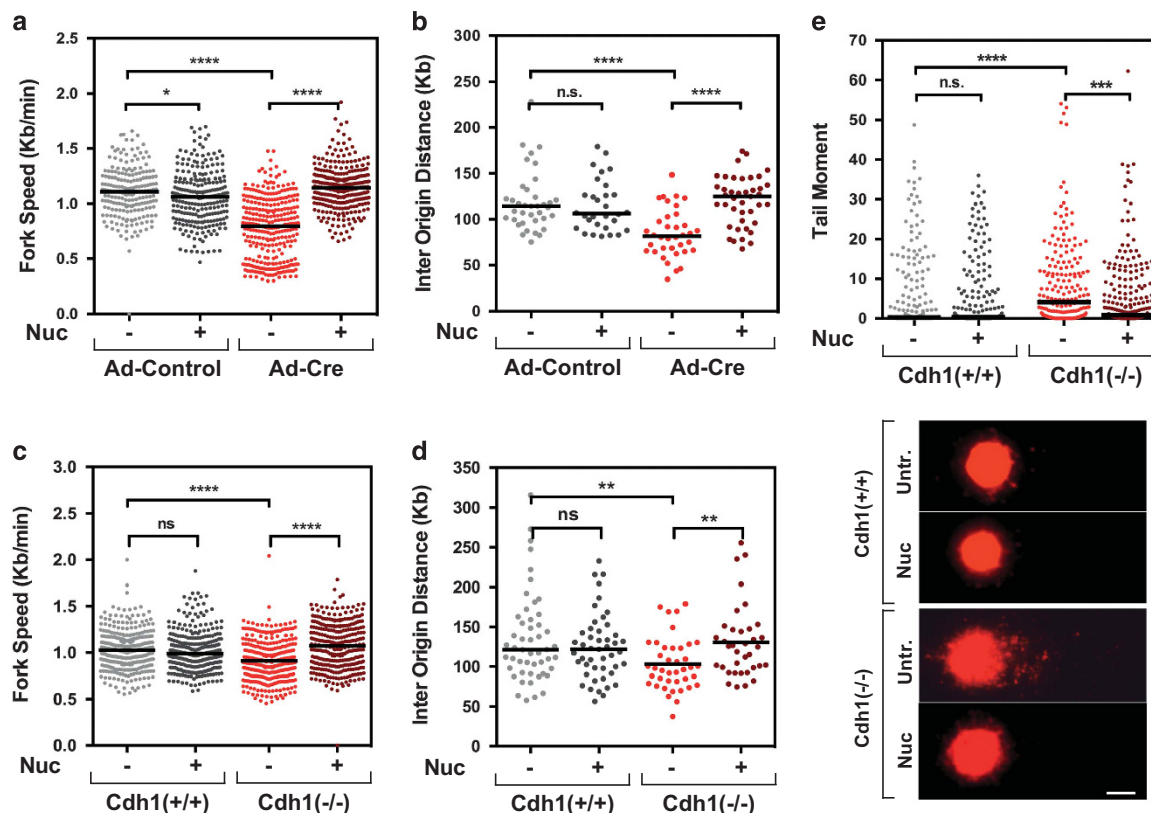 a
Fork Speed (Kb/min)
2.5
2.0
1.5
1.0
0.5
0.0
****
* ****
Nuc - + - +
Ad-Control Ad-Cre
b
Inter Origin Distance (Kb)
300
250
200
150
100
50
0
****
n.s. ****
Nuc - + - +
Ad-Control Ad-Cre
e
Tail Moment
70
60
50
40
30
20
10
0
****
n.s. ***
Nuc - + - +
Cdh1(+/+) Cdh1(-/-)
c
Fork Speed (Kb/min)
3.0
2.5
2.0
1.5
1.0
0.5
0.0
****
ns ****
Nuc - + - +
Cdh1(+/+) Cdh1(-/-)
d
Inter Origin Distance (Kb)
350
300
250
200
150
100
50
0
**
ns **
Nuc - + - +
Cdh1(+/+) Cdh1(-/-)
Cdh1(+/+)
Untr.
Nuc
Cdh1(-/-)
Untr.
Nuc